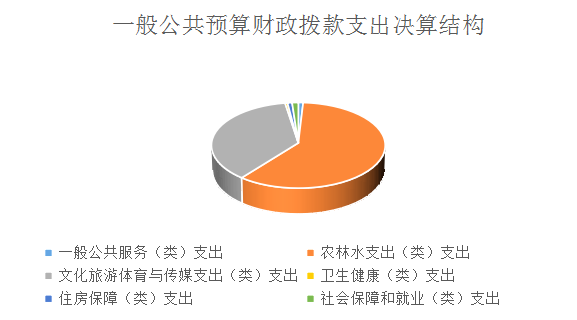 一般公共预算财政拨款支出决算结构
一般公共服务（类）支出 农林水支出（类）支出
文化旅游体育与传媒支出（类）支出 卫生健康（类）支出
住房保障（类）支出 社会保障和就业（类）支出